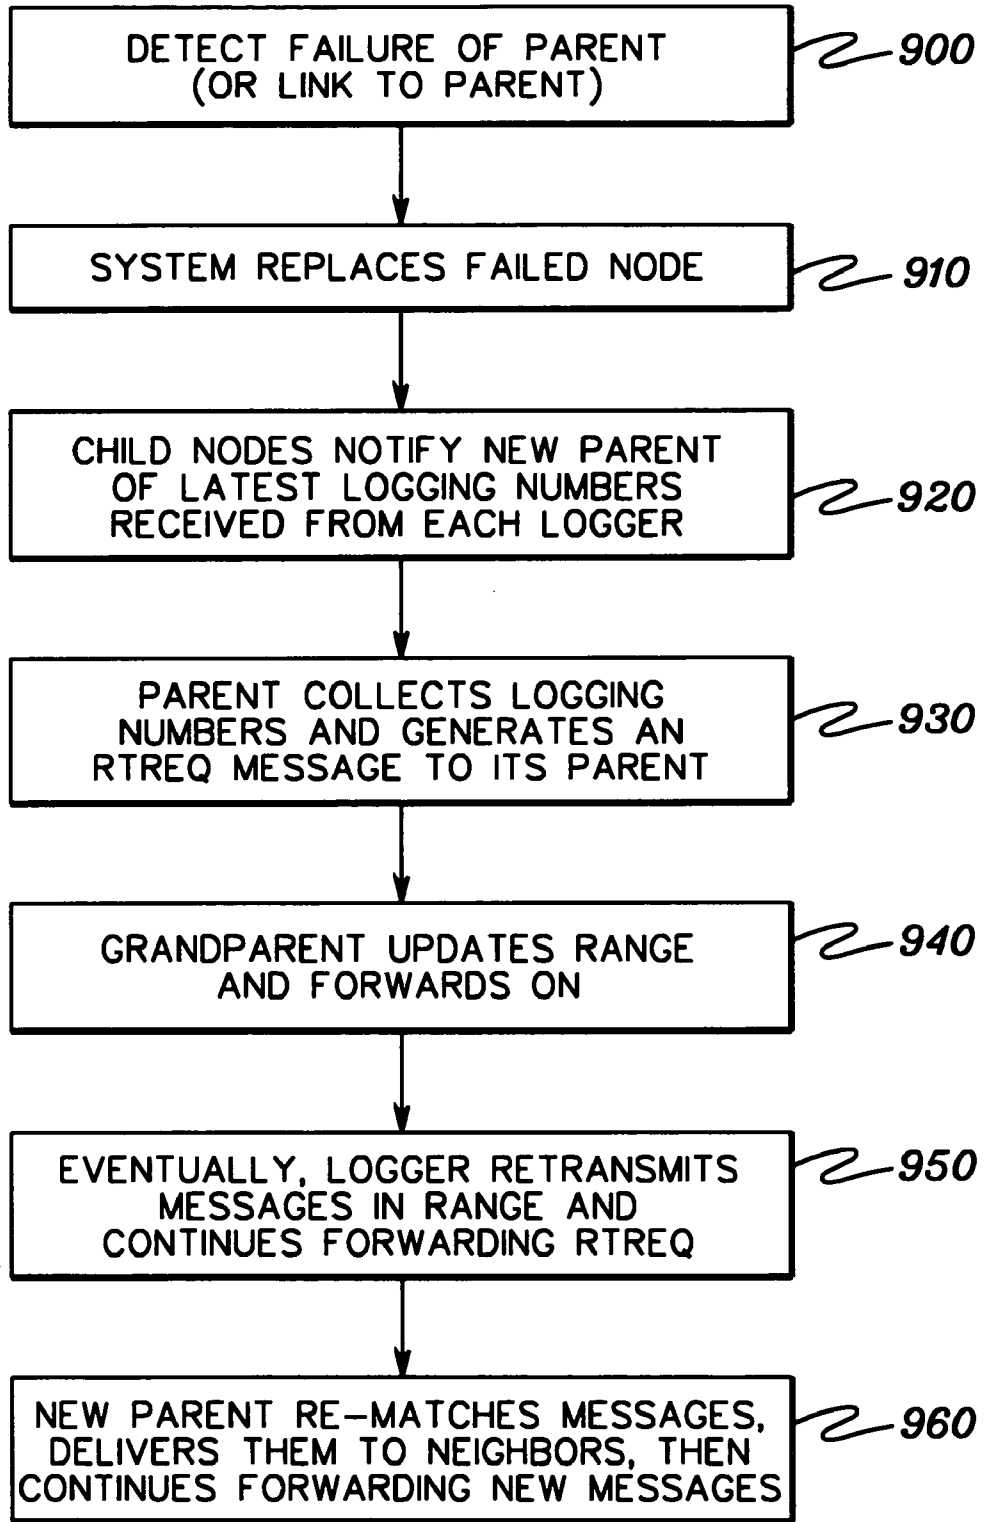 DETECT FAILURE OF PARENT
(OR LINK TO PARENT)
900
SYSTEM REPLACES FAILED NODE
910
CHILD NODES NOTIFY NEW PARENT
OF LATEST LOGGING NUMBERS
RECEIVED FROM EACH LOGGER
920
PARENT COLLECTS LOGGING
NUMBERS AND GENERATES AN
RTREQ MESSAGE TO ITS PARENT
930
GRANDPARENT UPDATES RANGE
AND FORWARDS ON
940
EVENTUALLY, LOGGER RETRANSMITS
MESSAGES IN RANGE AND
CONTINUES FORWARDING RTREQ
950
NEW PARENT RE-MATCHES MESSAGES,
DELIVERS THEM TO NEIGHBORS, THEN
CONTINUES FORWARDING NEW MESSAGES
960